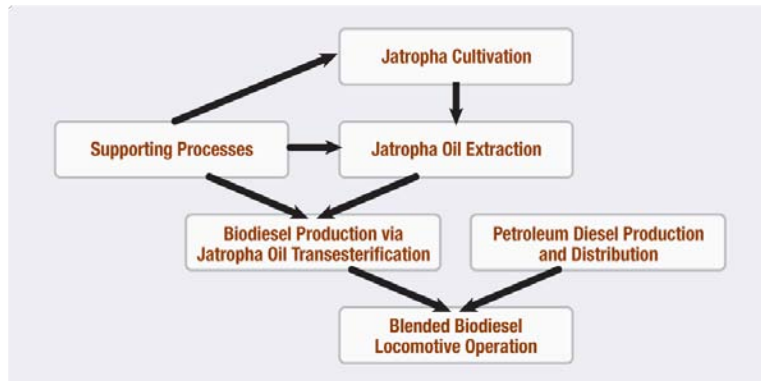 Jatropha Cultivation
Supporting Processes
Jatropha Oil Extraction
Biodiesel Production via
Jatropha Oil Transesterification
Petroleum Diesel Production
and Distribution
Blended Biodiesel
Locomotive Operation